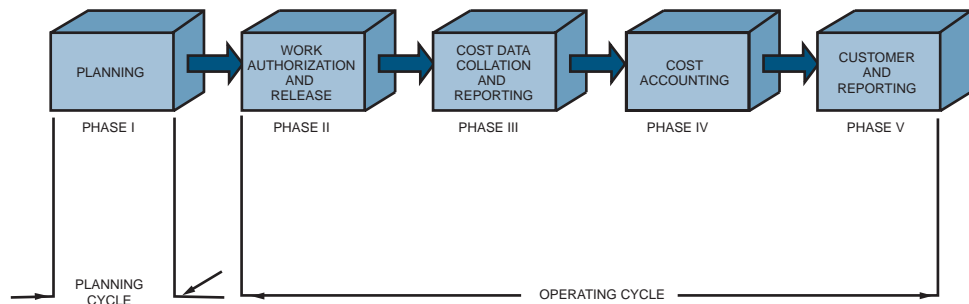 PLANNING
WORK
AUTHORIZATION
AND
RELEASE
COST DATA
COLLATION
AND
REPORTING
COST
ACCOUNTING
CUSTOMER
AND
REPORTING
PHASE I
PHASE II
PHASE III
PHASE IV
PHASE V
PLANNING
CYCLE
OPERATING CYCLE